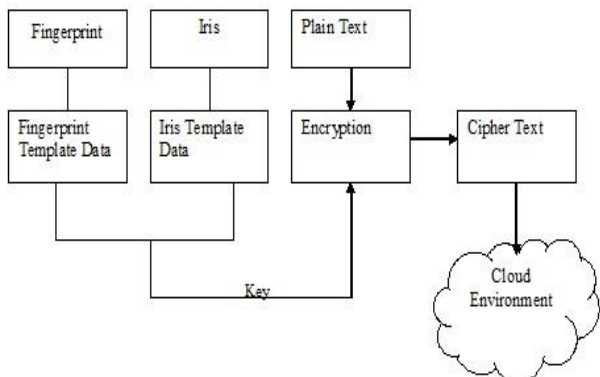 Fingerprint
Iris
Plain Text
Fingerprint
Template Data
Iris Template
Data
Encryption
Cipher Text
Key
Cloud
Environment